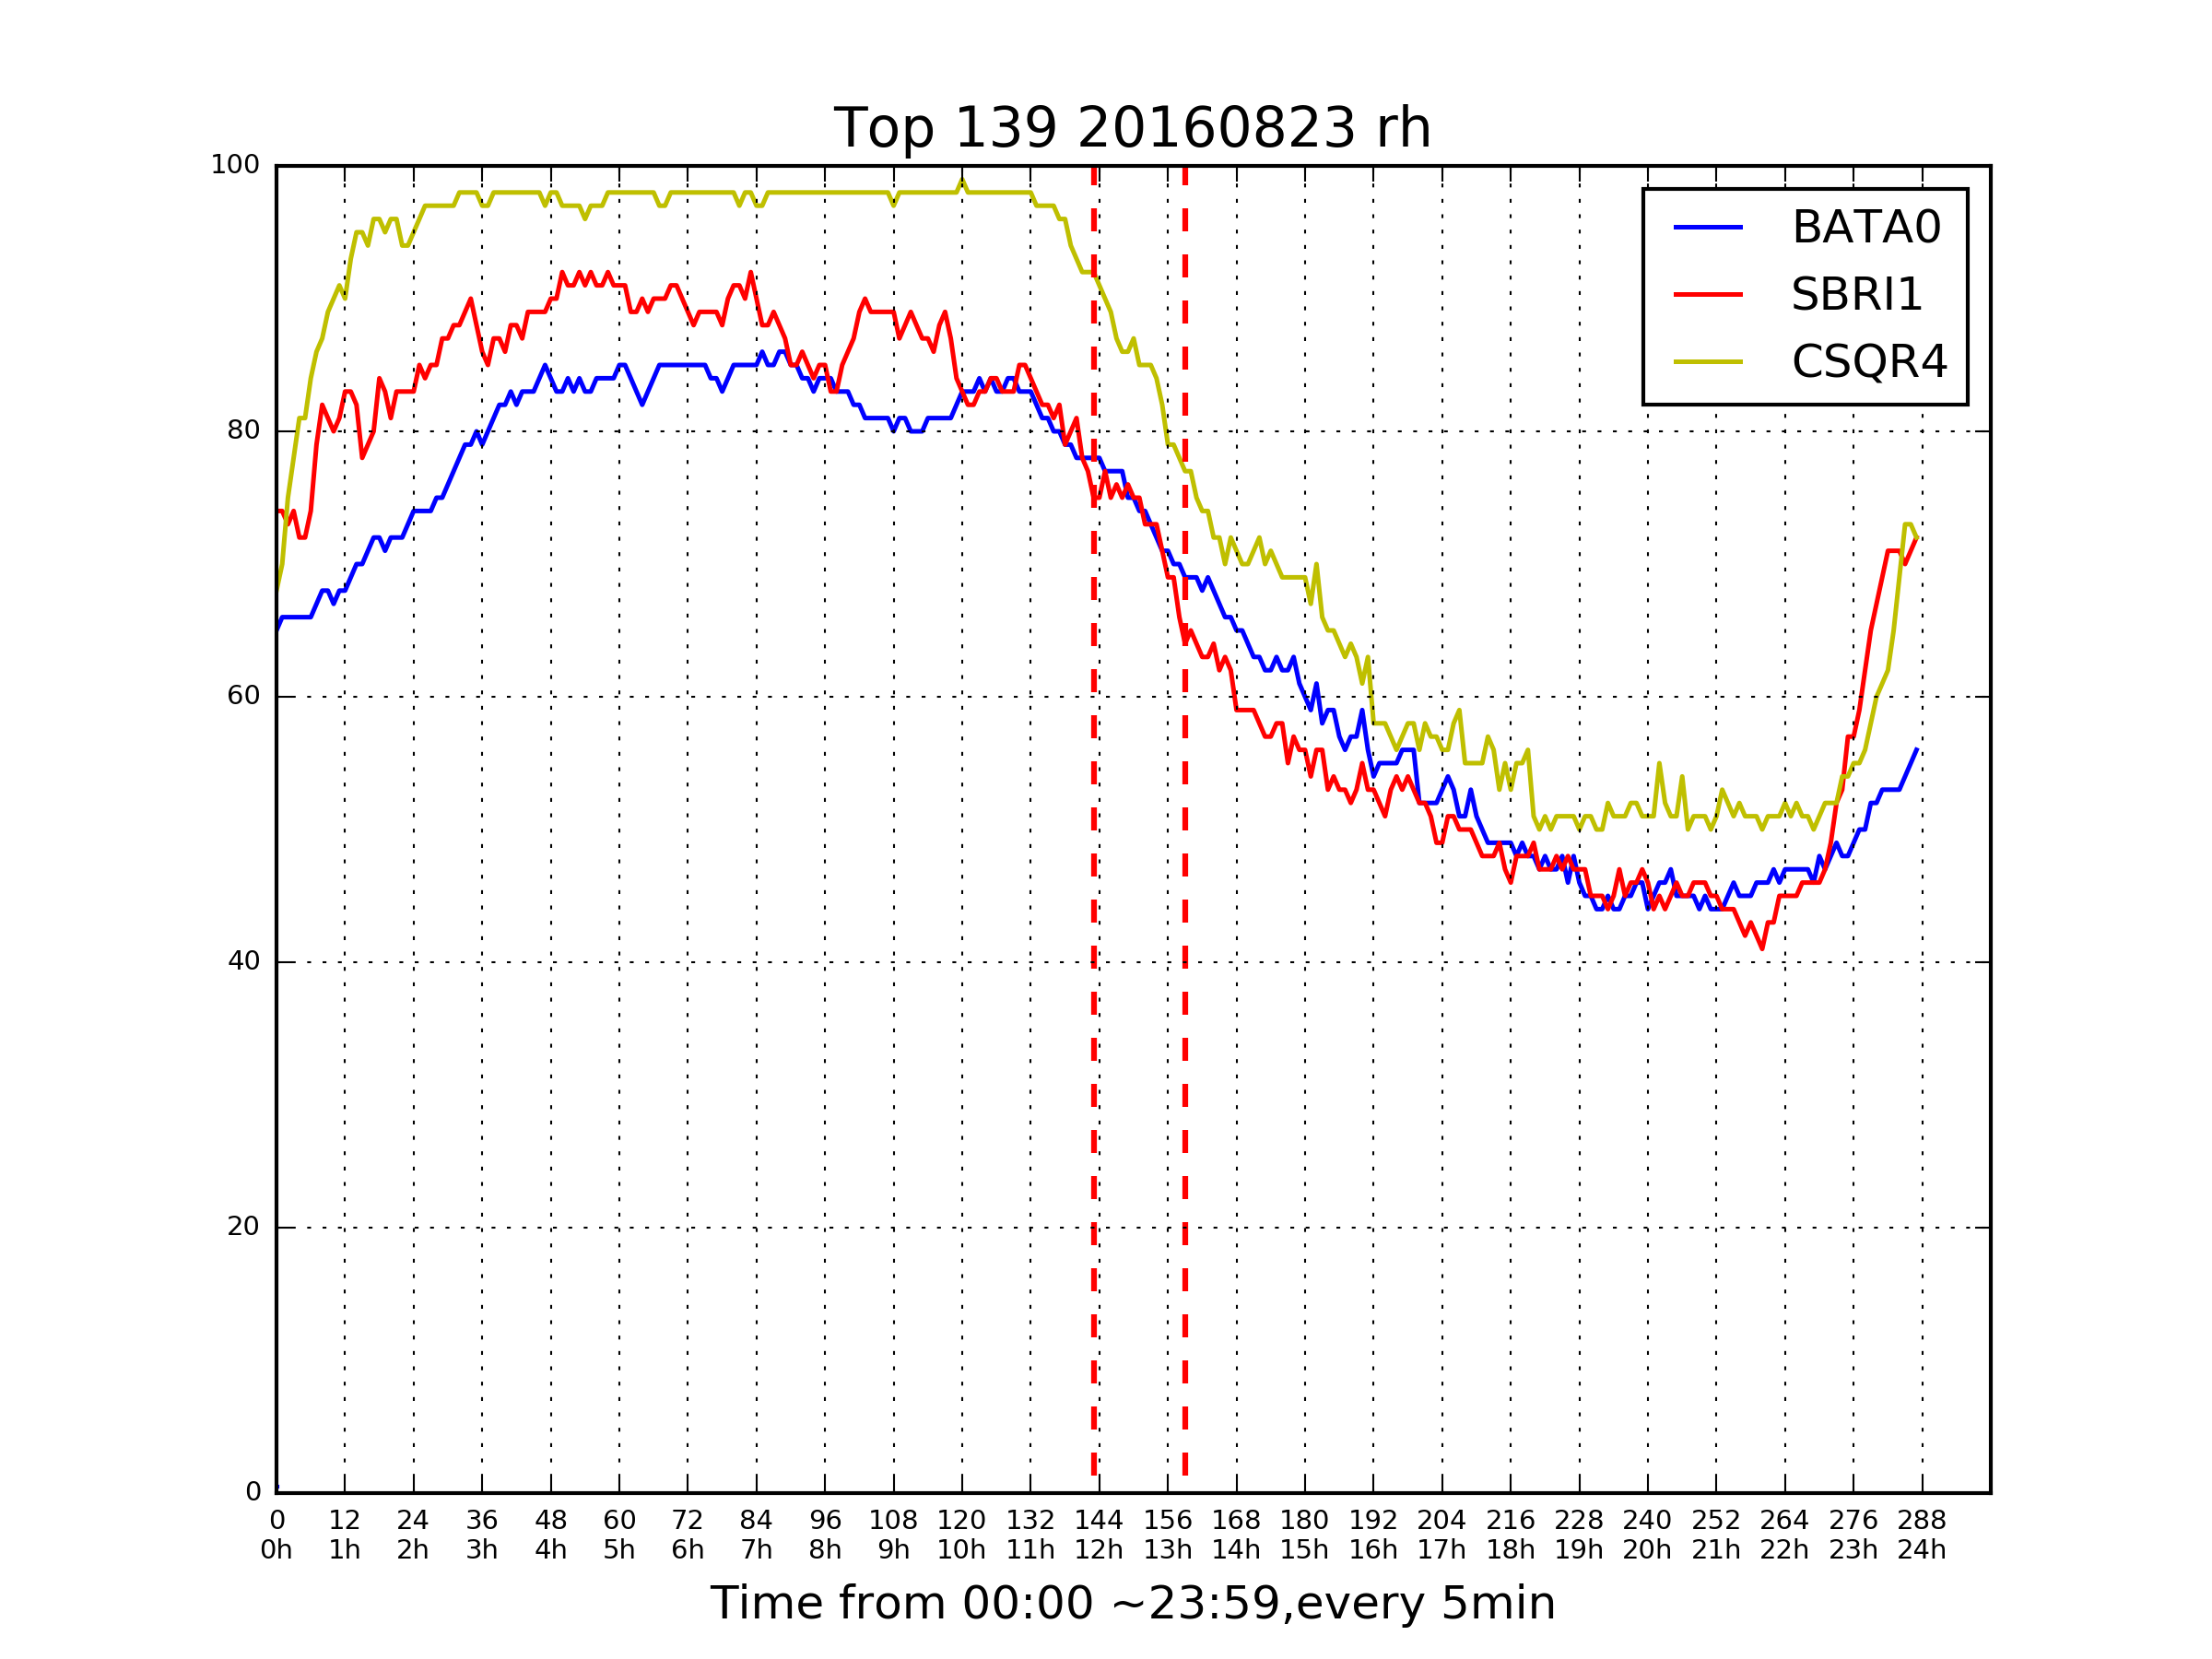 Top 139 20160823 rh
100
80
60
40
20
0
BATA0
SBRI1
CSQR4
0 12 24 36 48 60 72 84 96 108 120 132 144 156 168 180 192 204 216 228 240 252 264 276 288
0h 1h 2h 3h 4h 5h 6h 7h 8h 9h 10h 11h 12h 13h 14h 15h 16h 17h 18h 19h 20h 21h 22h 23h 24h
Time from 00:00 ~23:59,every 5min